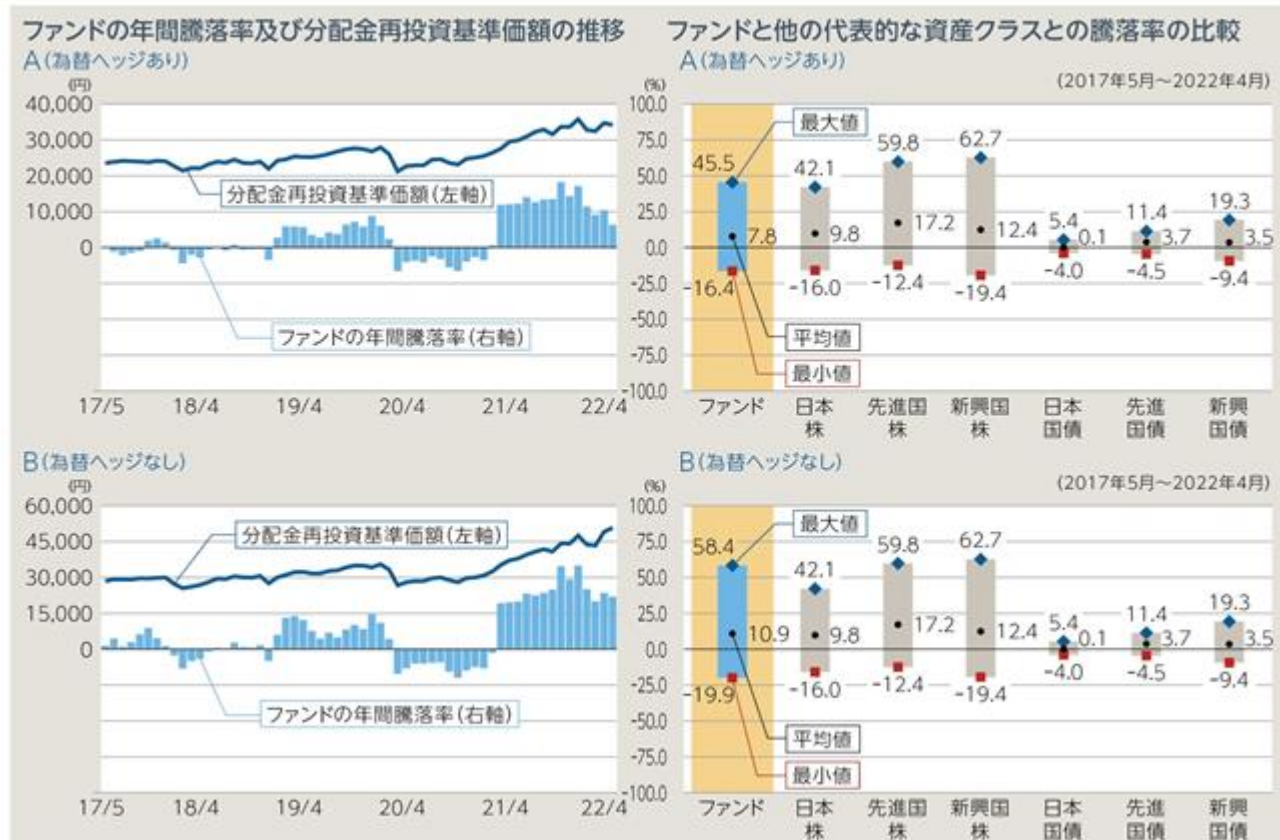 ファンドの年間騰落率及び分配金再投資基準価額の推移
A(為替ヘッジあり)
(円)
40,000
30,000
20,000
10,000
0
(%)
100.0
75.0
50.0
25.0
0.0
-25.0
-50.0
-75.0
-100.0
分配金再投資基準価額(左軸)
ファンドの年間騰落率(右軸)
17/5 18/4 19/4 20/4 21/4 22/4
ファンドと他の代表的な資産クラスとの騰落率の比較
A(為替ヘッジあり)
(2017年5月~2022年4月)
最大値
45.5 42.1 59.8 62.7 5.4 11.4 19.3
7.8 9.8 17.2 12.4 0.1 3.7 3.5
-16.4 -16.0 -12.4 -19.4 -4.0 -4.5 -9.4
平均値
最小値
ファンド 日本 先進国 新興国 日本 先進 新興
株 株 株 国債 国債 国債
B(為替ヘッジなし)
(円)
60,000
45,000
30,000
15,000
0
(%)
100.0
75.0
50.0
25.0
0.0
-25.0
-50.0
-75.0
-100.0
分配金再投資基準価額(左軸)
ファンドの年間騰落率(右軸)
17/5 18/4 19/4 20/4 21/4 22/4
B(為替ヘッジなし)
(2017年5月~2022年4月)
最大値
58.4 42.1 59.8 62.7 5.4 11.4 19.3
10.9 9.8 17.2 12.4 0.1 3.7 3.5
-19.9 -16.0 -12.4 -19.4 -4.0 -4.5 -9.4
平均値
最小値
ファンド 日本 先進国 新興国 日本 先進 新興
株 株 株 国債 国債 国債